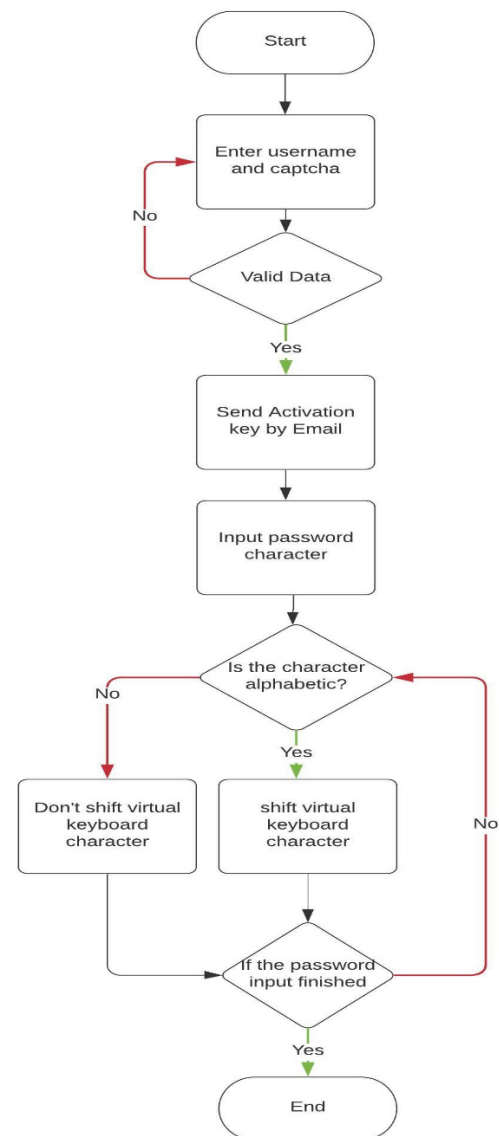 Start
Enter username
and captcha
No
Valid Data
Yes
Send Activation
key by Email
Input password
character
Is the character
alphabetic?
No
Yes
Don't shift virtual
keyboard
character
shift virtual
keyboard
character
No
If the password
input finished
Yes
End